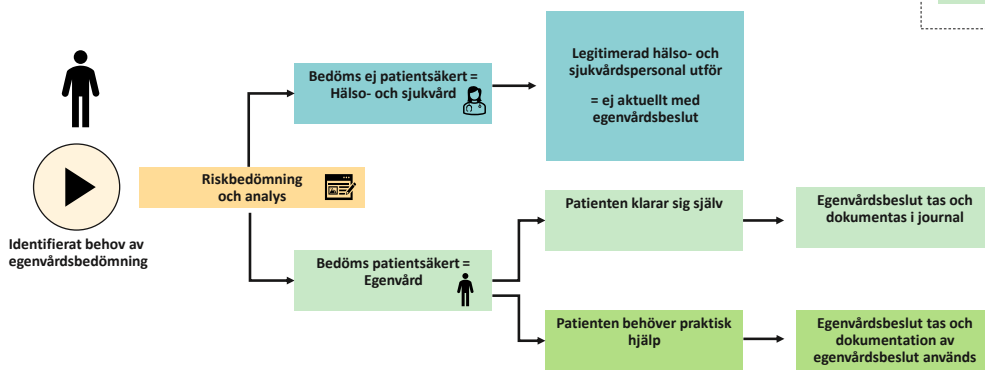 Identifierat behov av
egenvårdsbedömning
Riskbedömning
och analys
Bedöms ej patientsäkert =
Hälso- och sjukvård
Legitimerad hälso- och
sjukvårdspersonal utför
= ej aktuellt med
egenvårdsbeslut
Bedöms patientsäkert =
Egenvård
Patienten klarar sig själv
Egenvårdsbeslut tas och
dokumentas i journal
Patienten behöver praktisk
hjälp
Egenvårdsbeslut tas och
dokumentation av
egenvårdsbeslut används